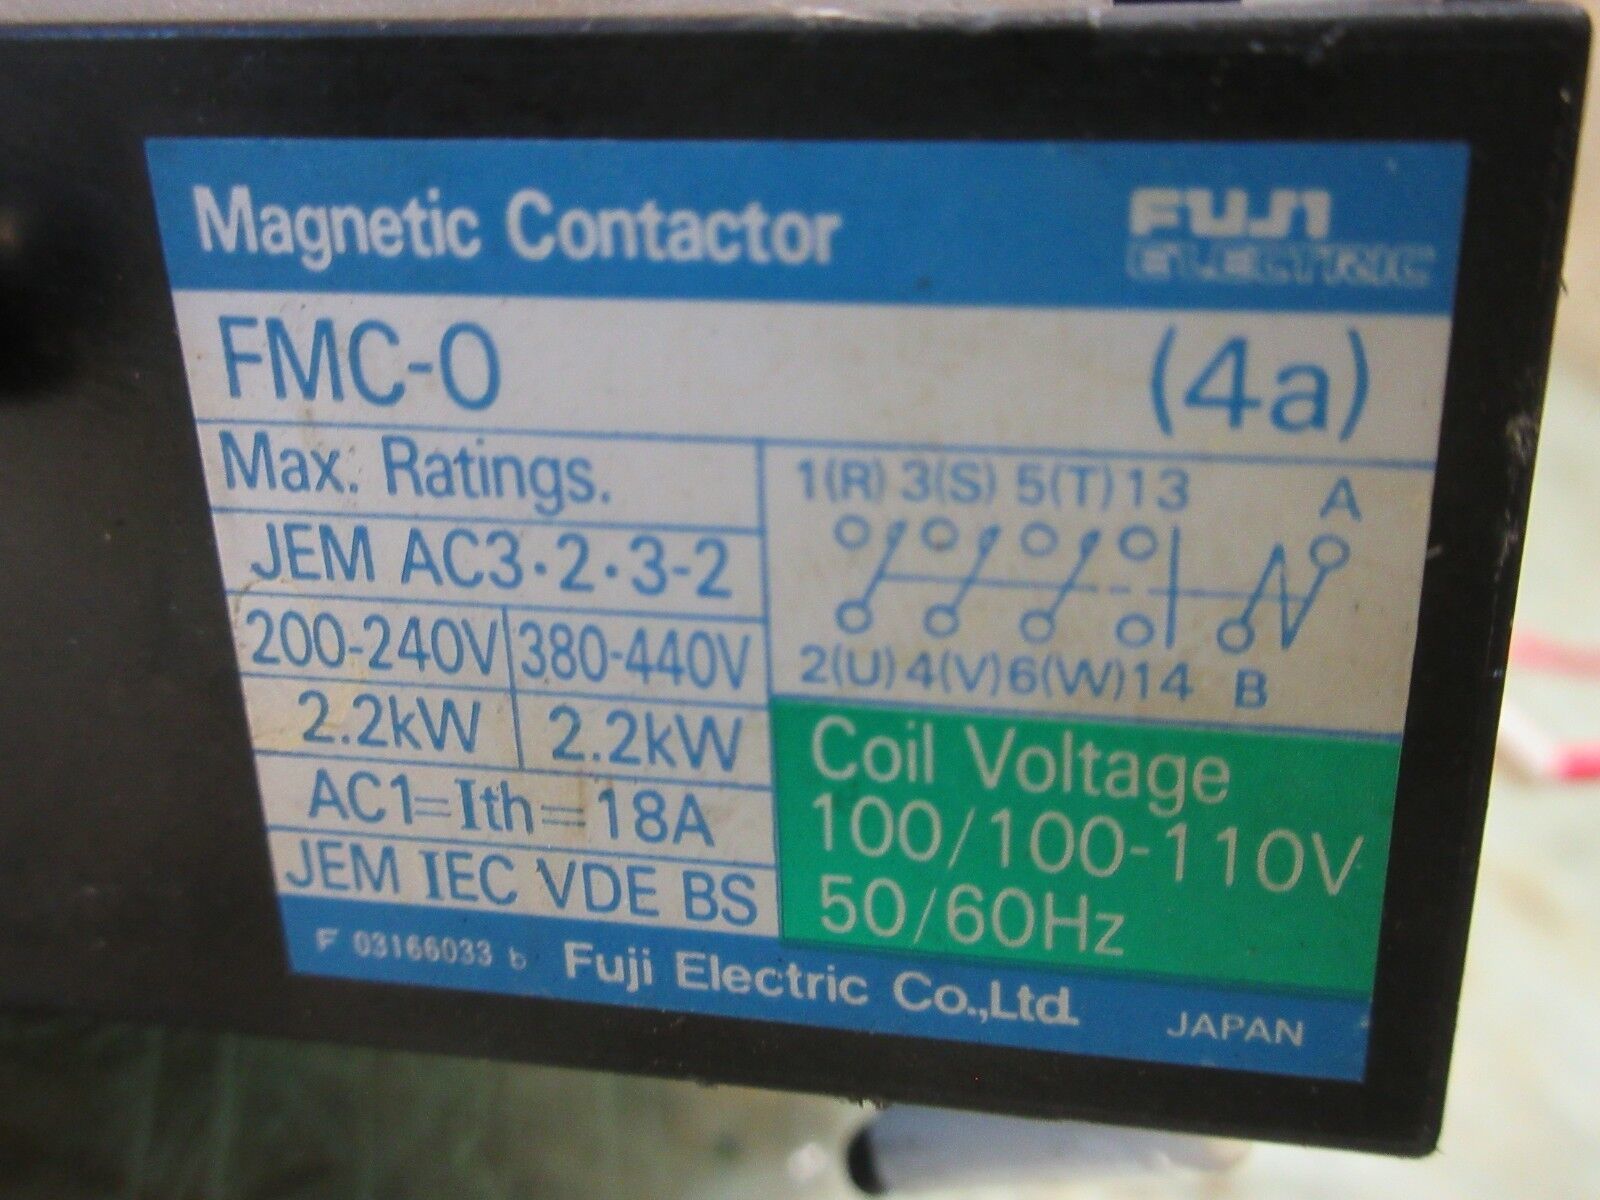 Magnetic Contactor
FUJI
ELECTRIC
FMC-0
(4a)
Max. Ratings.
JEM AC3·2·3-2
200-240V 380-440V
2.2kW 2.2kW
AC1=Ith=18A
JEM IEC VDE BS
1(R) 3(S) 5(T) 13 A
2(U) 4(V) 6(W) 14 B
Coil Voltage
100/100-110V
50/60Hz
F 03166033 b Fuji Electric Co.,Ltd. JAPAN